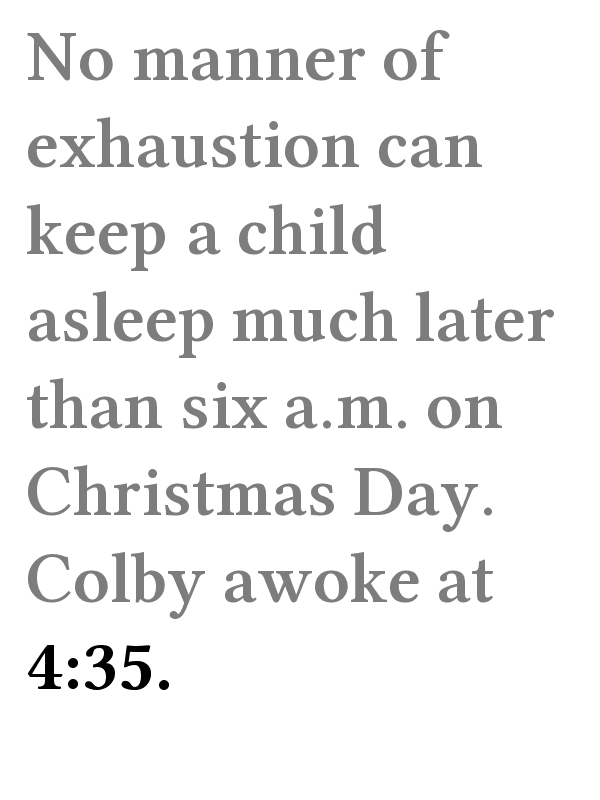 No manner of
exhaustion can
keep a child
asleep much later
than six a.m. on
Christmas Day.
Colby awoke at
4:35.